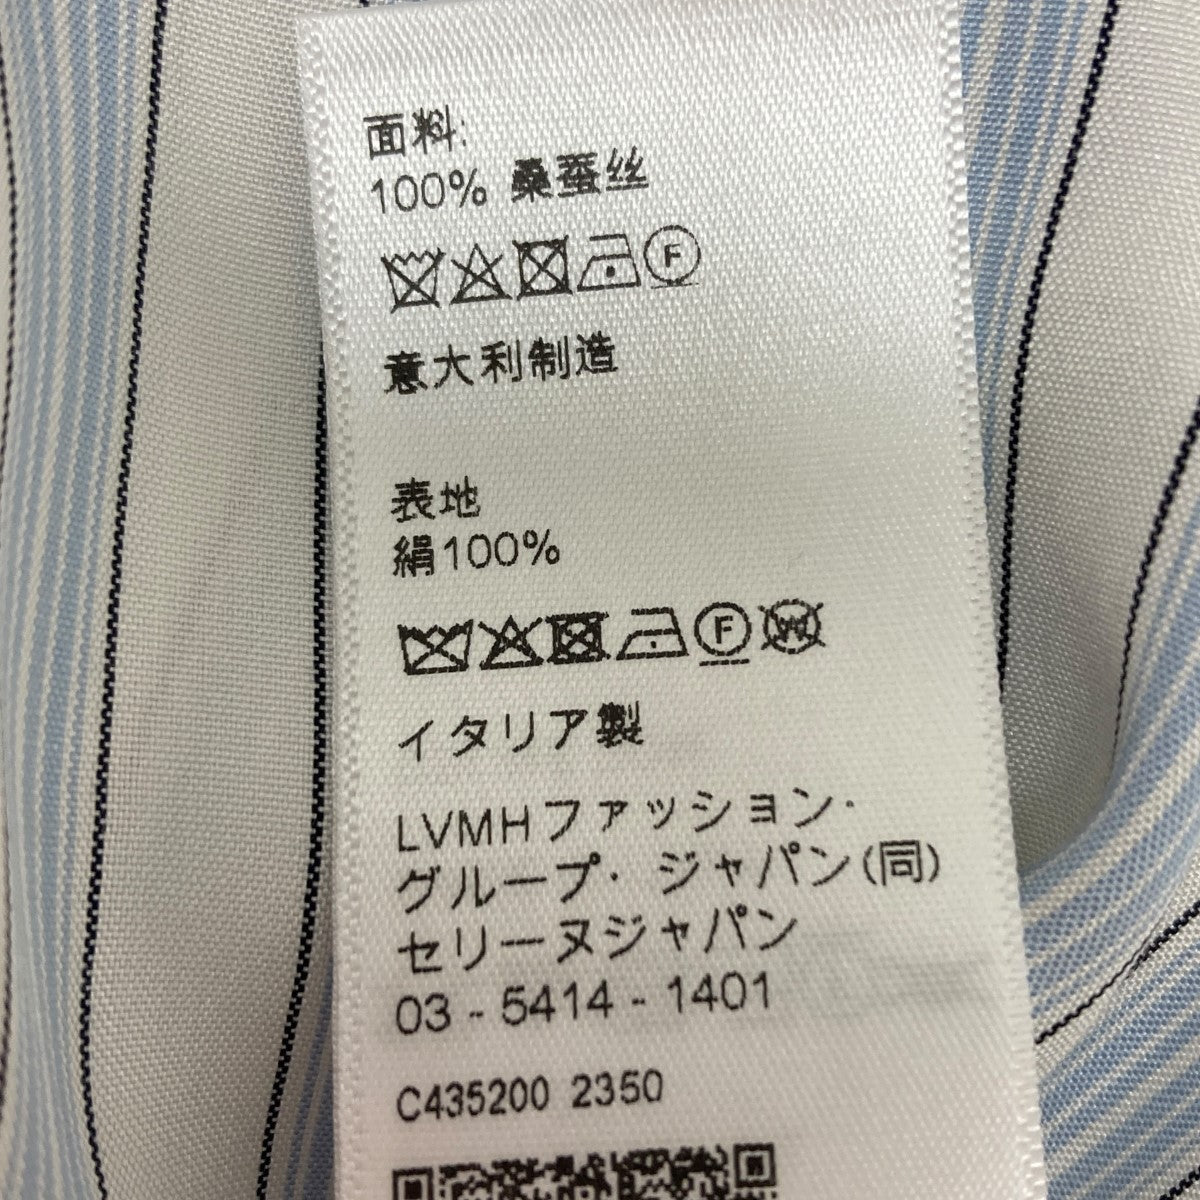 面料:
100% 桑蚕丝
F
意大利制造
表地
絹100%
F W
イタリア製
LVMHファッション·
グループ· ジャパン(同)
セリーヌジャパン
03 - 5414 - 1401
C435200 2350